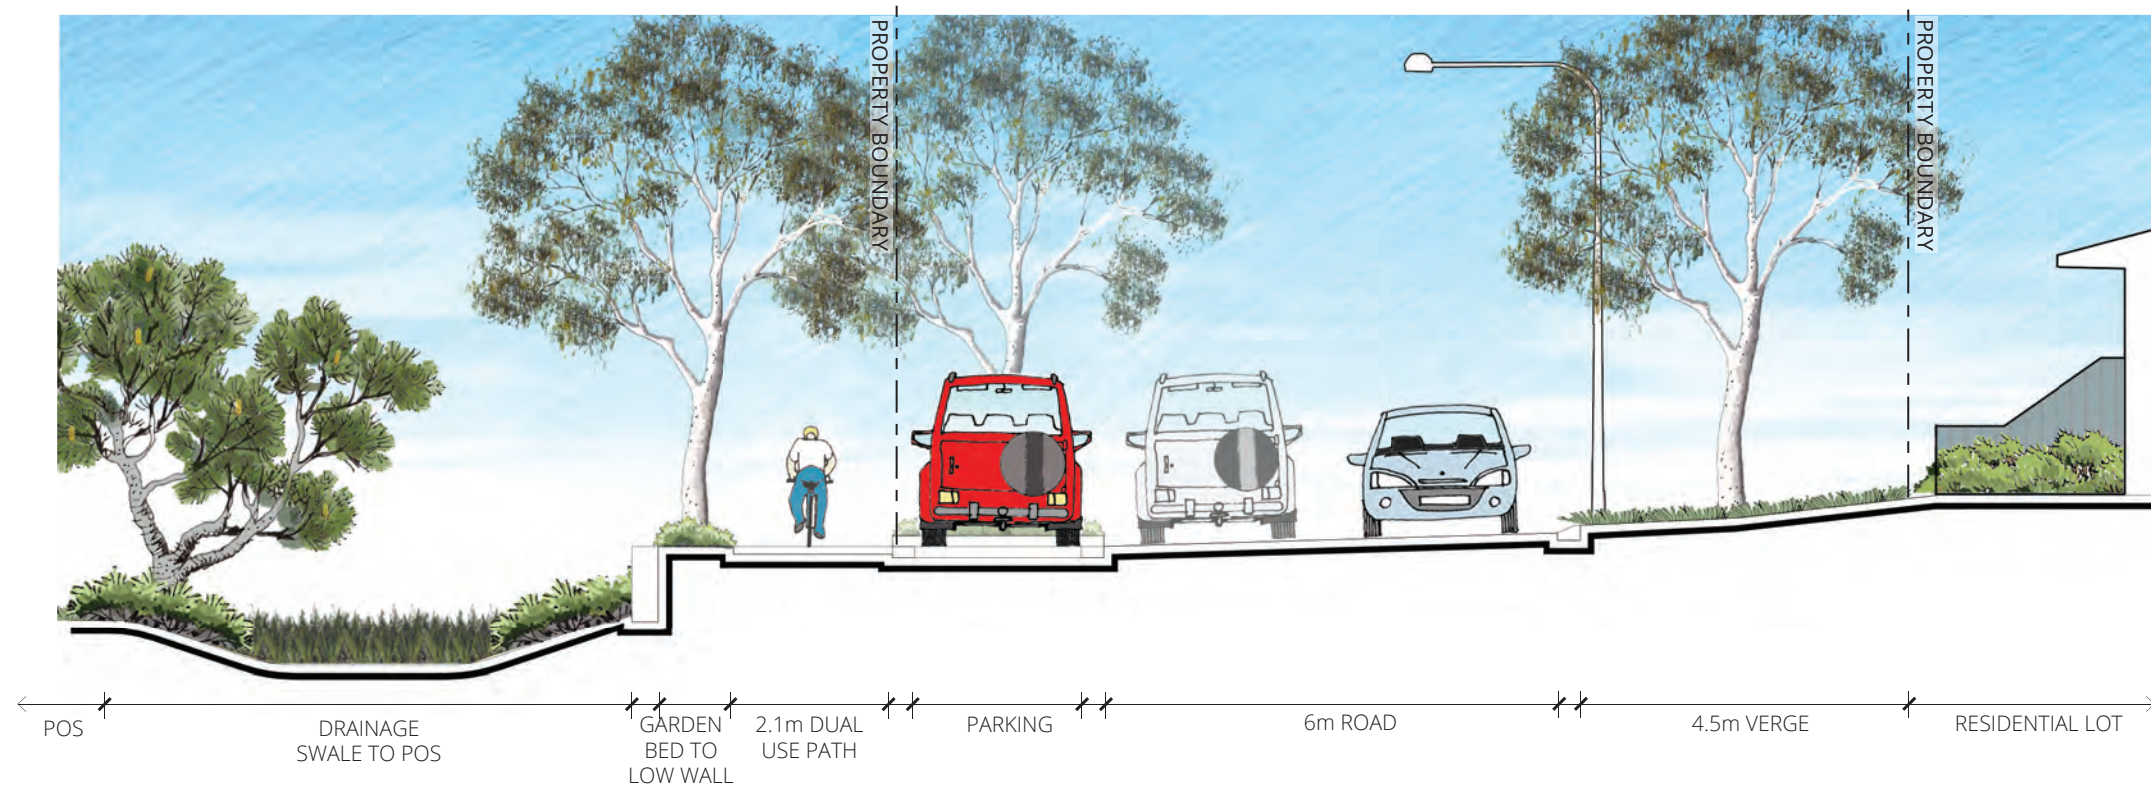 PROPERTY BOUNDARY
PROPERTY BOUNDARY
POS
DRAINAGE
SWALE TO POS
GARDEN
BED TO
LOW WALL
2.1m DUAL
USE PATH
PARKING
6m ROAD
4.5m VERGE
RESIDENTIAL LOT